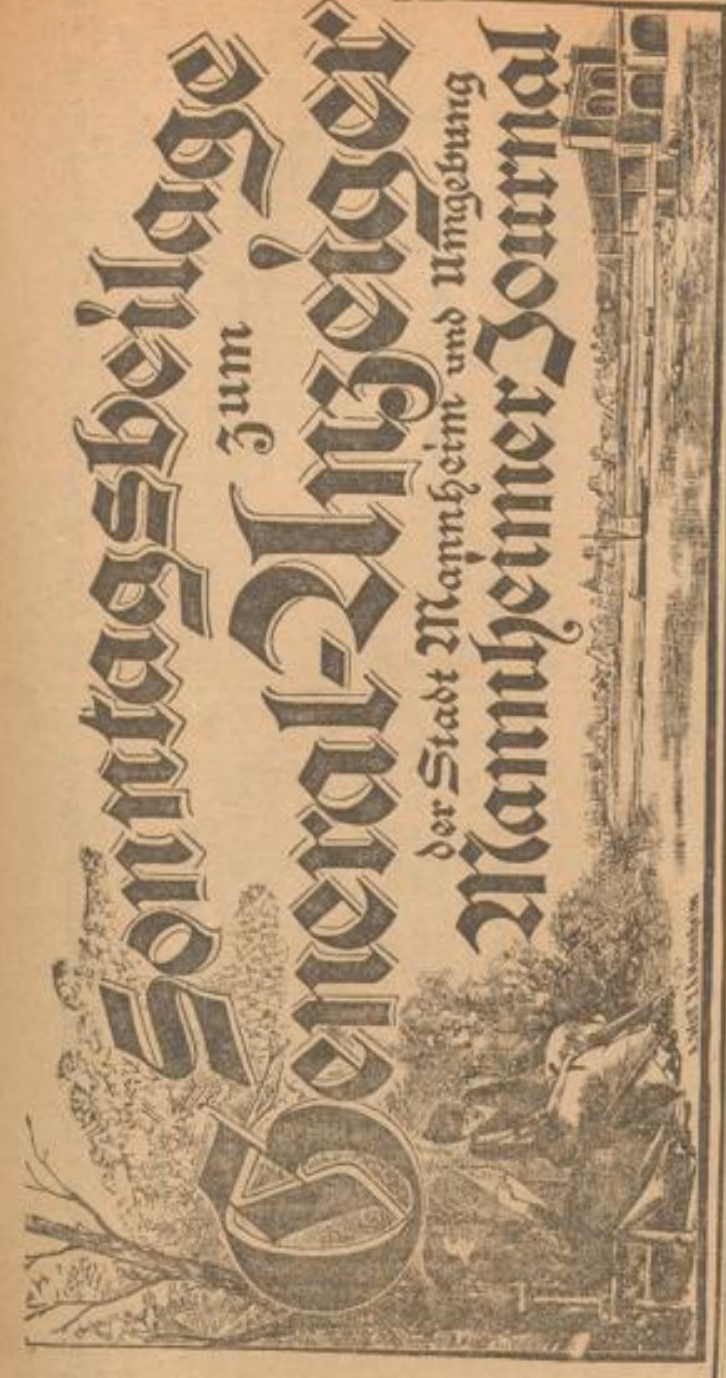 Sonntagsbeilage
zum
General-Anzeiger
der Stadt Mannheim und Umgebung
Mannheimer Journal